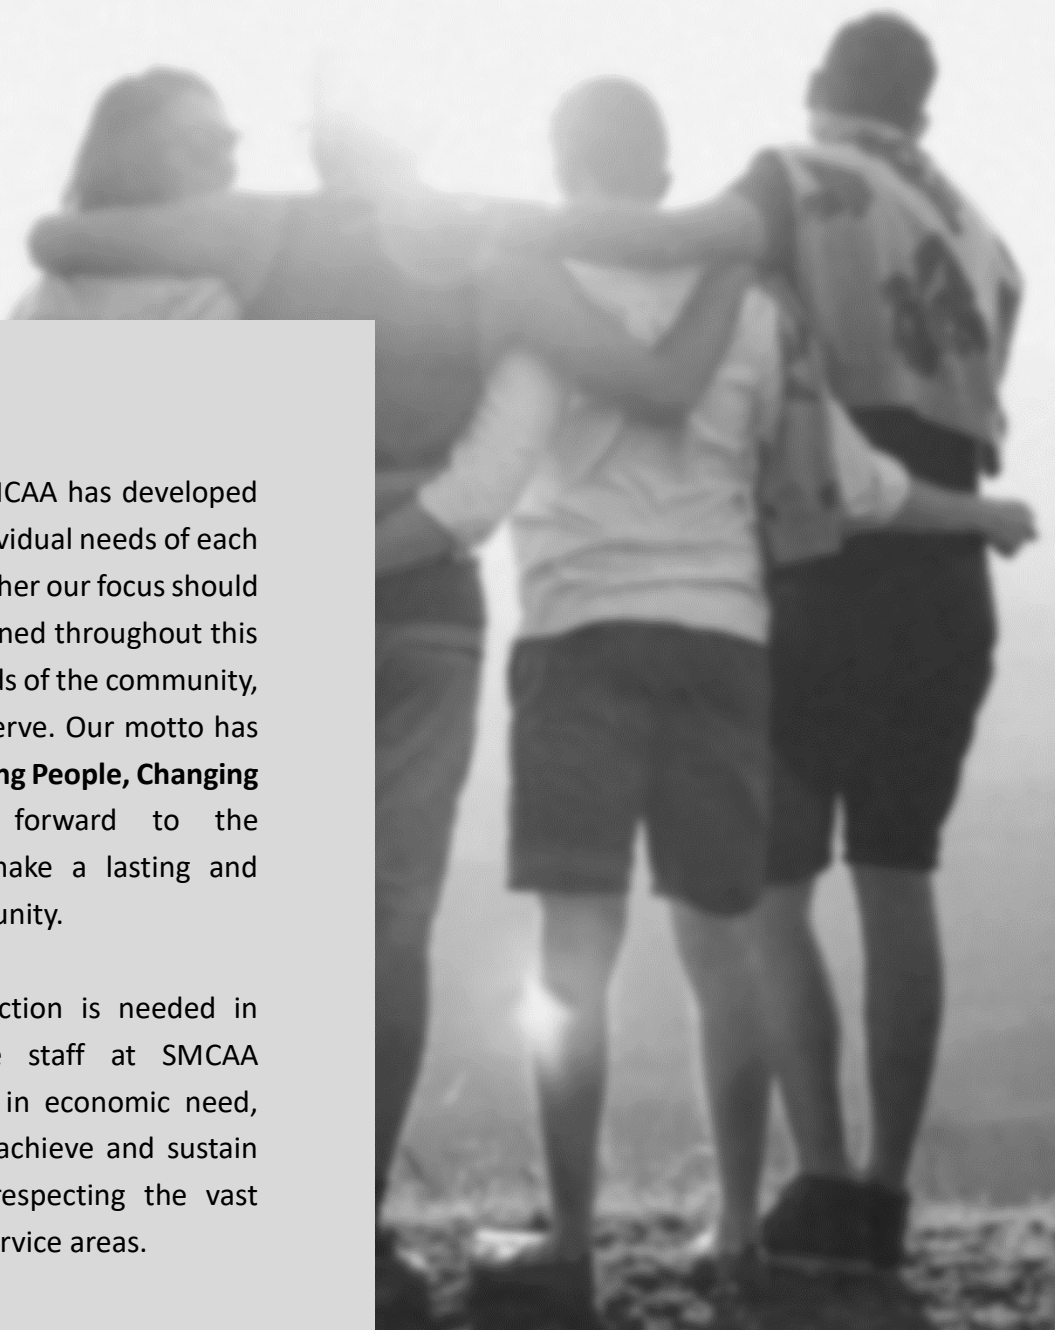 MCAA has developed
vidual needs of each
her our focus should
ned throughout this
ds of the community,
erve. Our motto has
ng People, Changing
forward to the
make a lasting and
unity.
ction is needed in
e staff at SMCAA
in economic need,
achieve and sustain
respecting the vast
rvice areas.